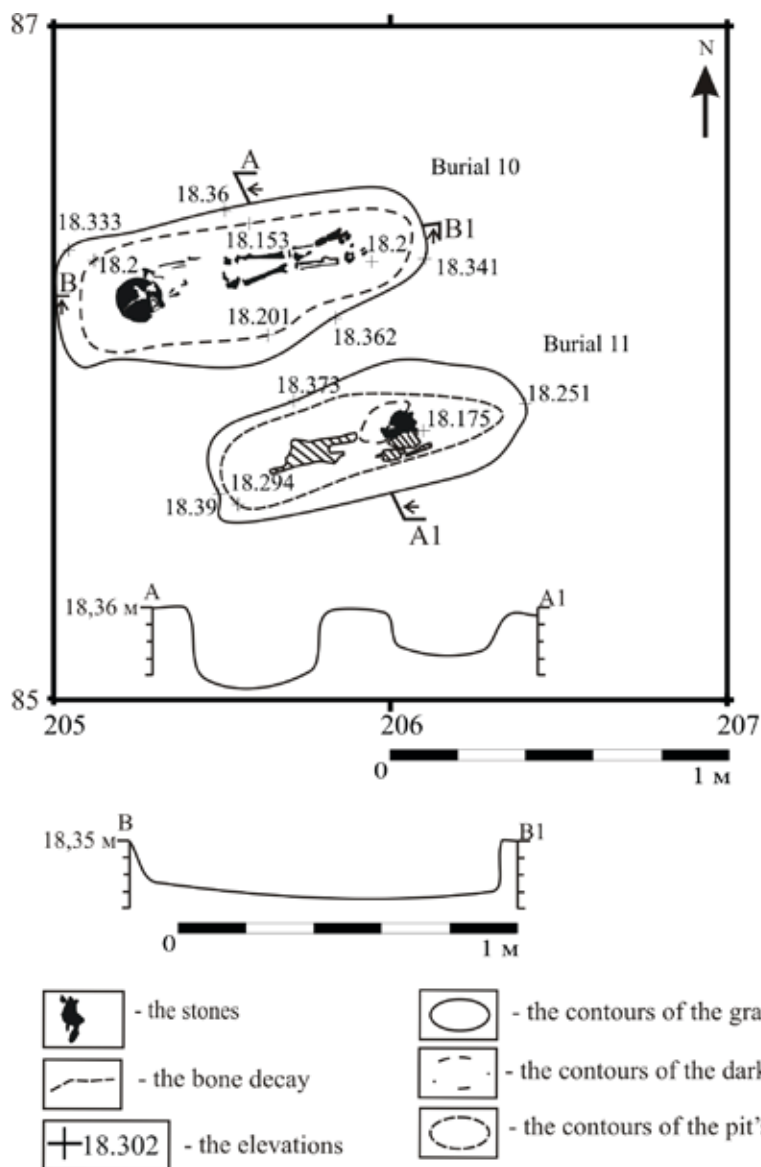 87
N
A
Burial 10
18.36
18.333
B1
18.153
18.2
18.2
B
18.341
18.201
18.362
Burial 11
18.373
18.251
18.175
18.294
18.39
A1
A
A1
18,36 м
85
205
206
207
0
1 м
B
B1
18,35 м
0
1 м
- the stones
- the contours of the gra
- the bone decay
- the contours of the dark
18.302 - the elevations
- the contours of the pit's